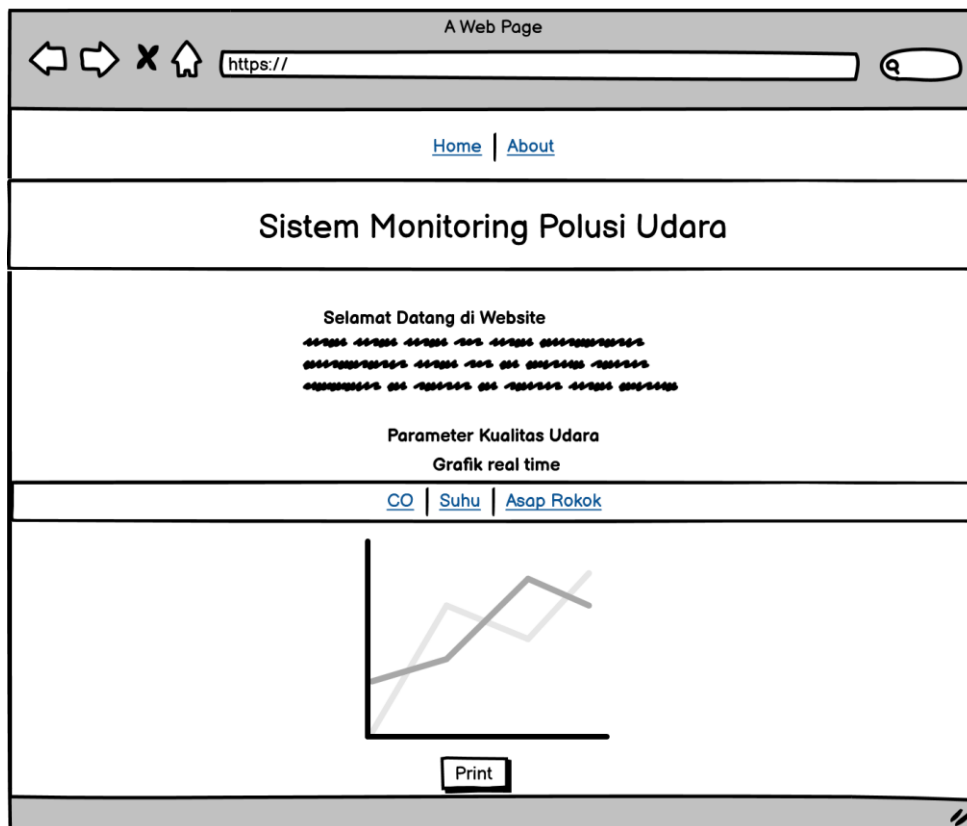 A Web Page
https://
Home | About
Sistem Monitoring Polusi Udara
Selamat Datang di Website
Parameter Kualitas Udara
Grafik real time
CO | Suhu | Asap Rokok
Print